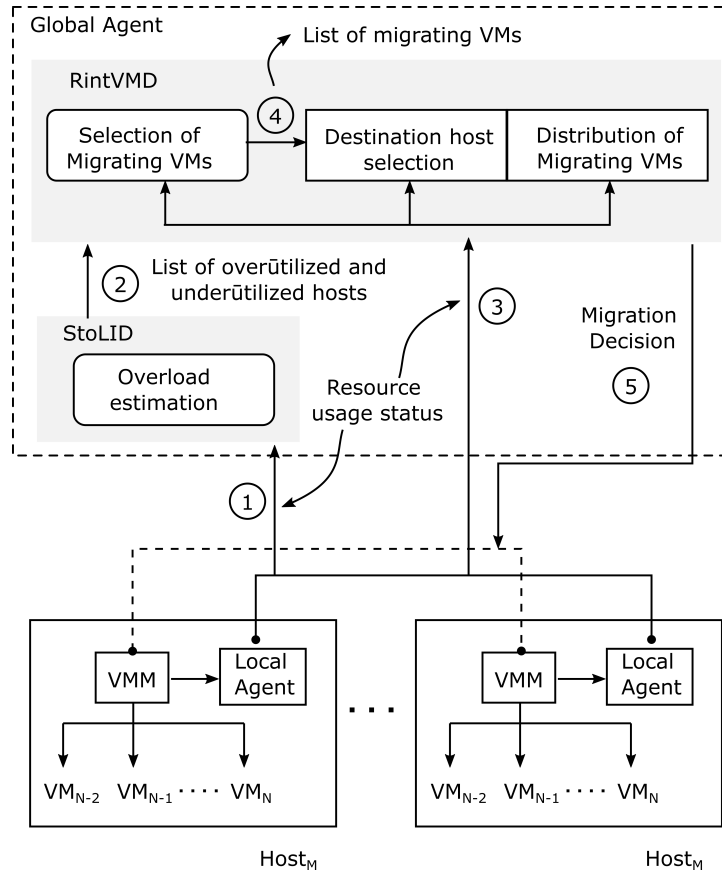 Global Agent
List of migrating VMs
RintVMD
4
Selection of
Migrating VMs
Destination host
selection
Distribution of
Migrating VMs
2
List of overūtilized and
underūtilized hosts
3
Migration
Decision
5
StoLID
Overload
estimation
Resource
usage status
1
VMM
Local
Agent
VMN-2 VMN-1 ···· VMN
HostM
. . .
VMM
Local
Agent
VMN-2 VMN-1 ···· VMN
HostM